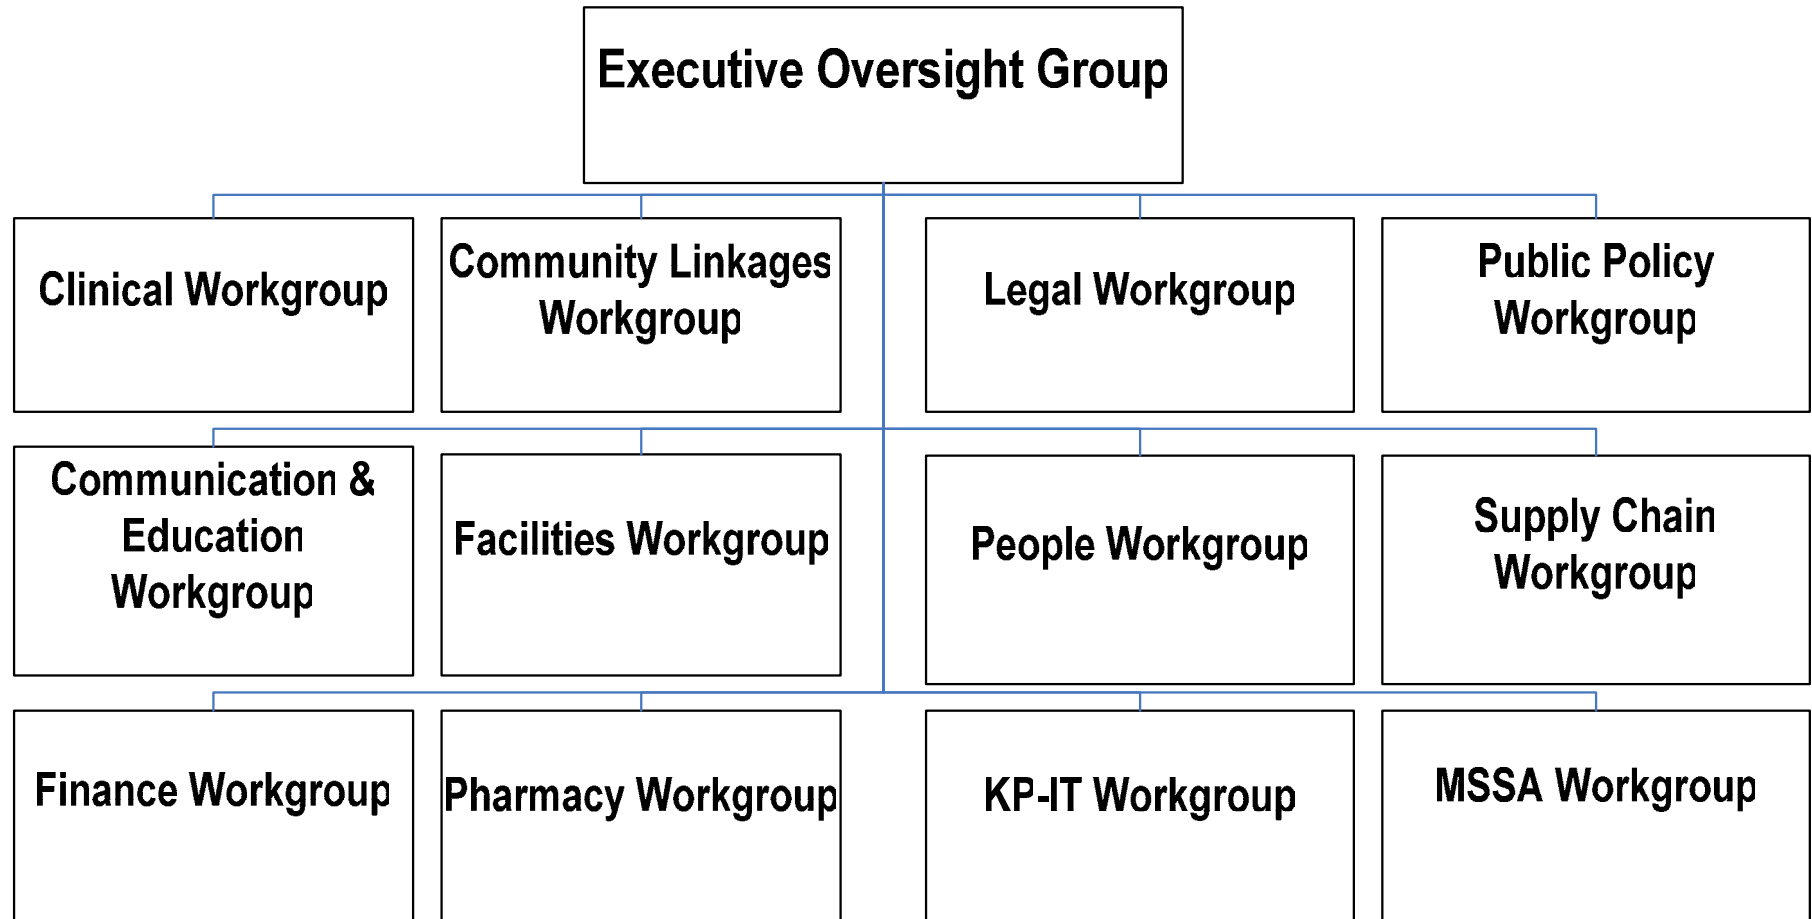 Executive Oversight Group
Clinical Workgroup
Community Linkages
Workgroup
Legal Workgroup
Public Policy
Workgroup
Communication &
Education
Workgroup
Facilities Workgroup
People Workgroup
Supply Chain
Workgroup
Finance Workgroup
Pharmacy Workgroup
KP-IT Workgroup
MSSA Workgroup